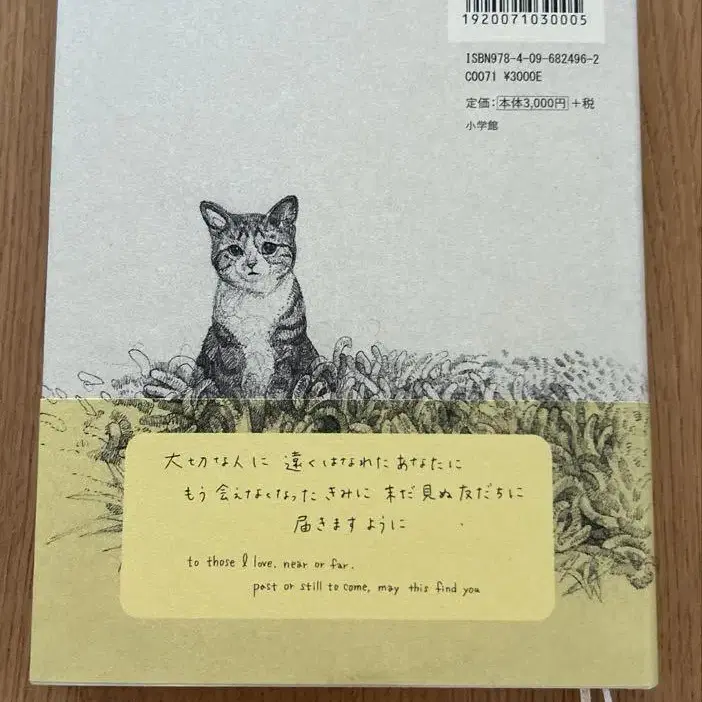 1920071030005
ISBN978-4-09-682496-2
C0071 ¥3000E
定価：本体3,000円＋税
小学館
大切な人に 遠くはなれたあなたに
もう会えなくなったきみに 未だ見ぬ友だちに
届きますように
to those I love, near or far,
past or still to come, may this find you